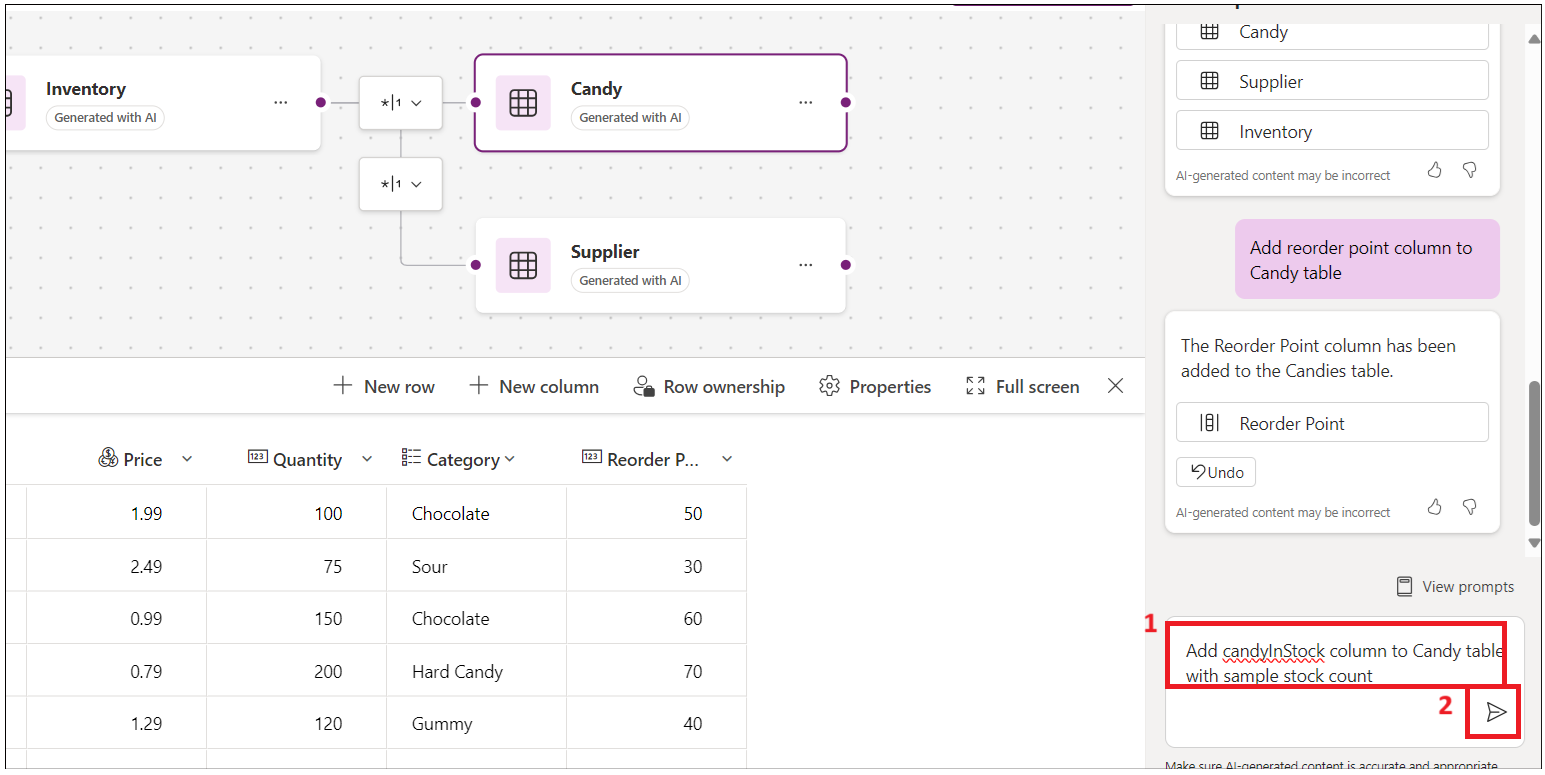 Inventory
Generated with AI
*|1
Candy
Generated with AI
*|1
Supplier
Generated with AI
New row
New column
Row ownership
Properties
Full screen
Price
Quantity
Category
Reorder P...
1.99 100 Chocolate 50
2.49 75 Sour 30
0.99 150 Chocolate 60
0.79 200 Hard Candy 70
1.29 120 Gummy 40
Candy
Supplier
Inventory
AI-generated content may be incorrect
Add reorder point column to
Candy table
The Reorder Point column has been
added to the Candies table.
Reorder Point
Undo
AI-generated content may be incorrect
View prompts
1
Add candyInStock column to Candy table
with sample stock count
2
Make sure AI-generated content is accurate and appropriate